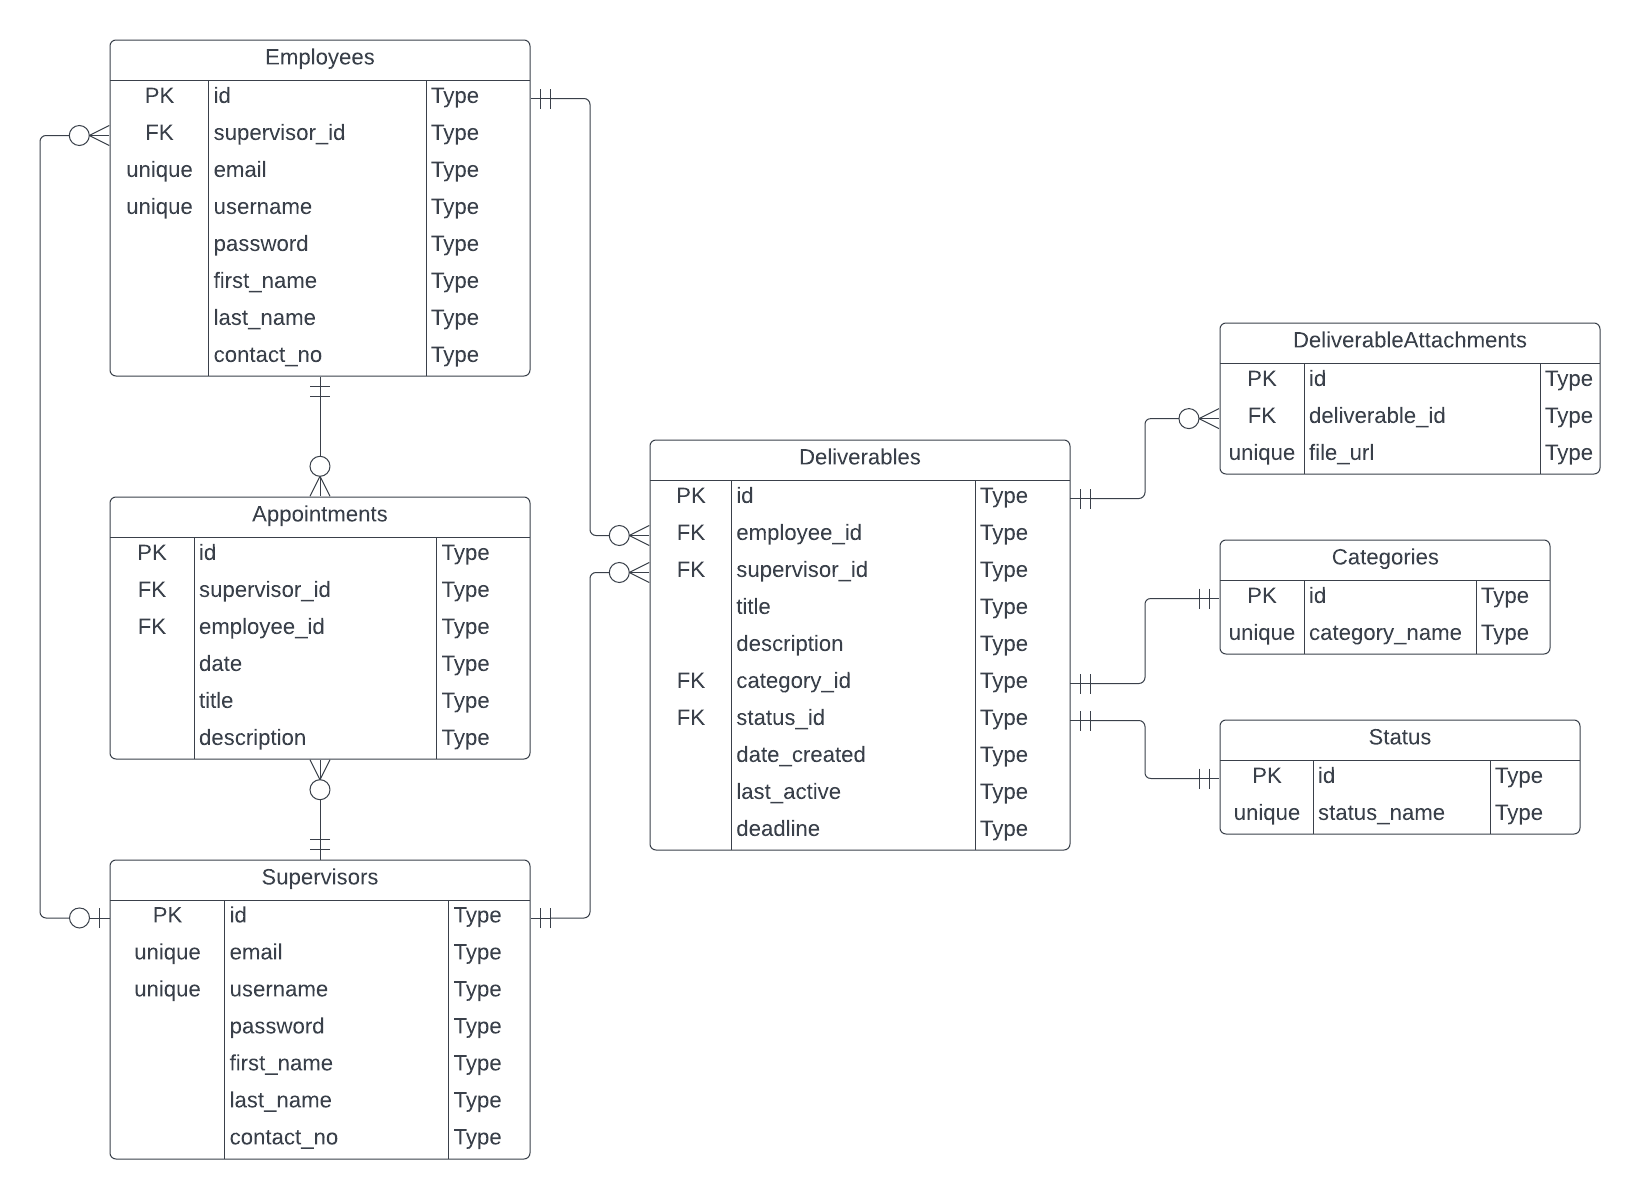 Employees
PK id Type
FK supervisor_id Type
unique email Type
unique username Type
password Type
first_name Type
last_name Type
contact_no Type
Appointments
PK id Type
FK supervisor_id Type
FK employee_id Type
date Type
title Type
description Type
Supervisors
PK id Type
unique email Type
unique username Type
password Type
first_name Type
last_name Type
contact_no Type
Deliverables
PK id Type
FK employee_id Type
FK supervisor_id Type
title Type
description Type
FK category_id Type
FK status_id Type
date_created Type
last_active Type
deadline Type
DeliverableAttachments
PK id Type
FK deliverable_id Type
unique file_url Type
Categories
PK id Type
unique category_name Type
Status
PK id Type
unique status_name Type